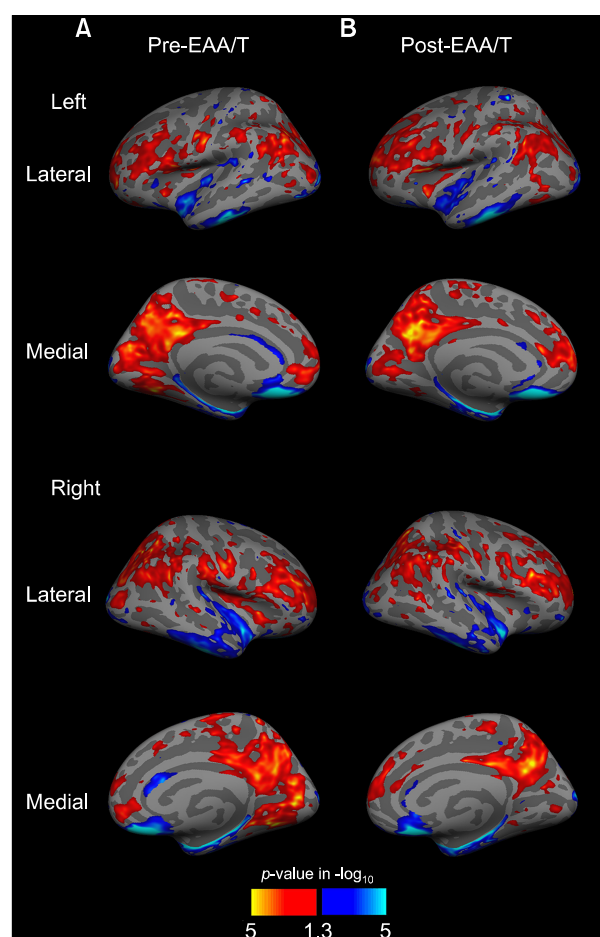 A B
Pre-EAA/T Post-EAA/T
Left
Lateral
Medial
Right
Lateral
Medial
p-value in -log10
5 1.3 5